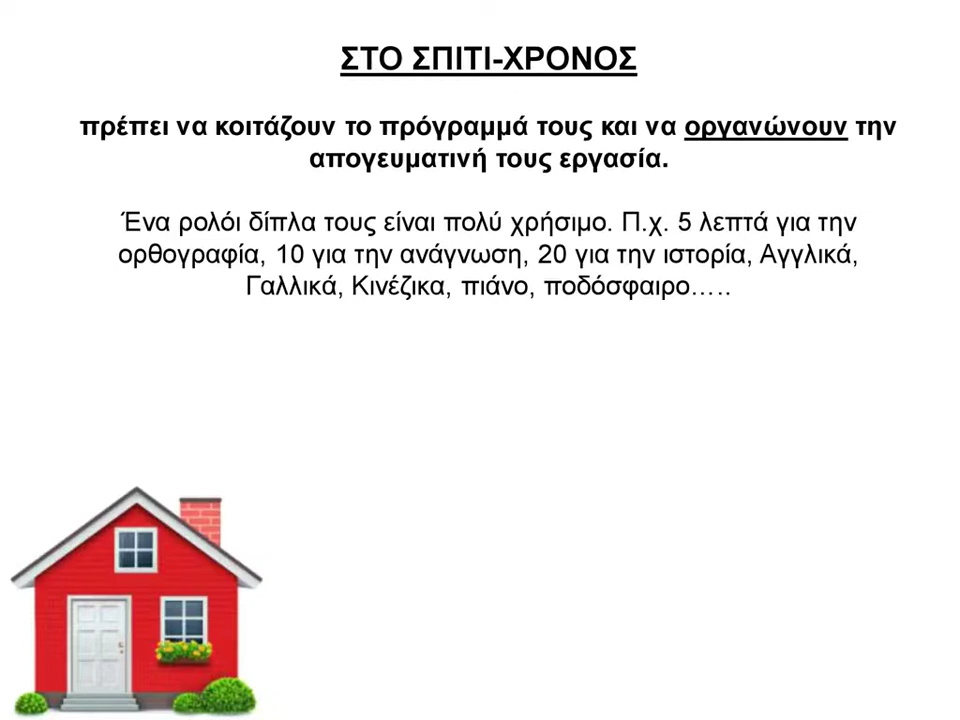 ΣΤΟ ΣΠΙΤΙ-ΧΡΟΝΟΣ
πρέπει να κοιτάζουν το πρόγραμμά τους και να οργανώνουν την
απογευματινή τους εργασία.
Ένα ρολόι δίπλα τους είναι πολύ χρήσιμο. Π.χ. 5 λεπτά για την
ορθογραφία, 10 για την ανάγνωση, 20 για την ιστορία, Αγγλικά,
Γαλλικά, Κινέζικα, πιάνο, ποδόσφαιρο…..